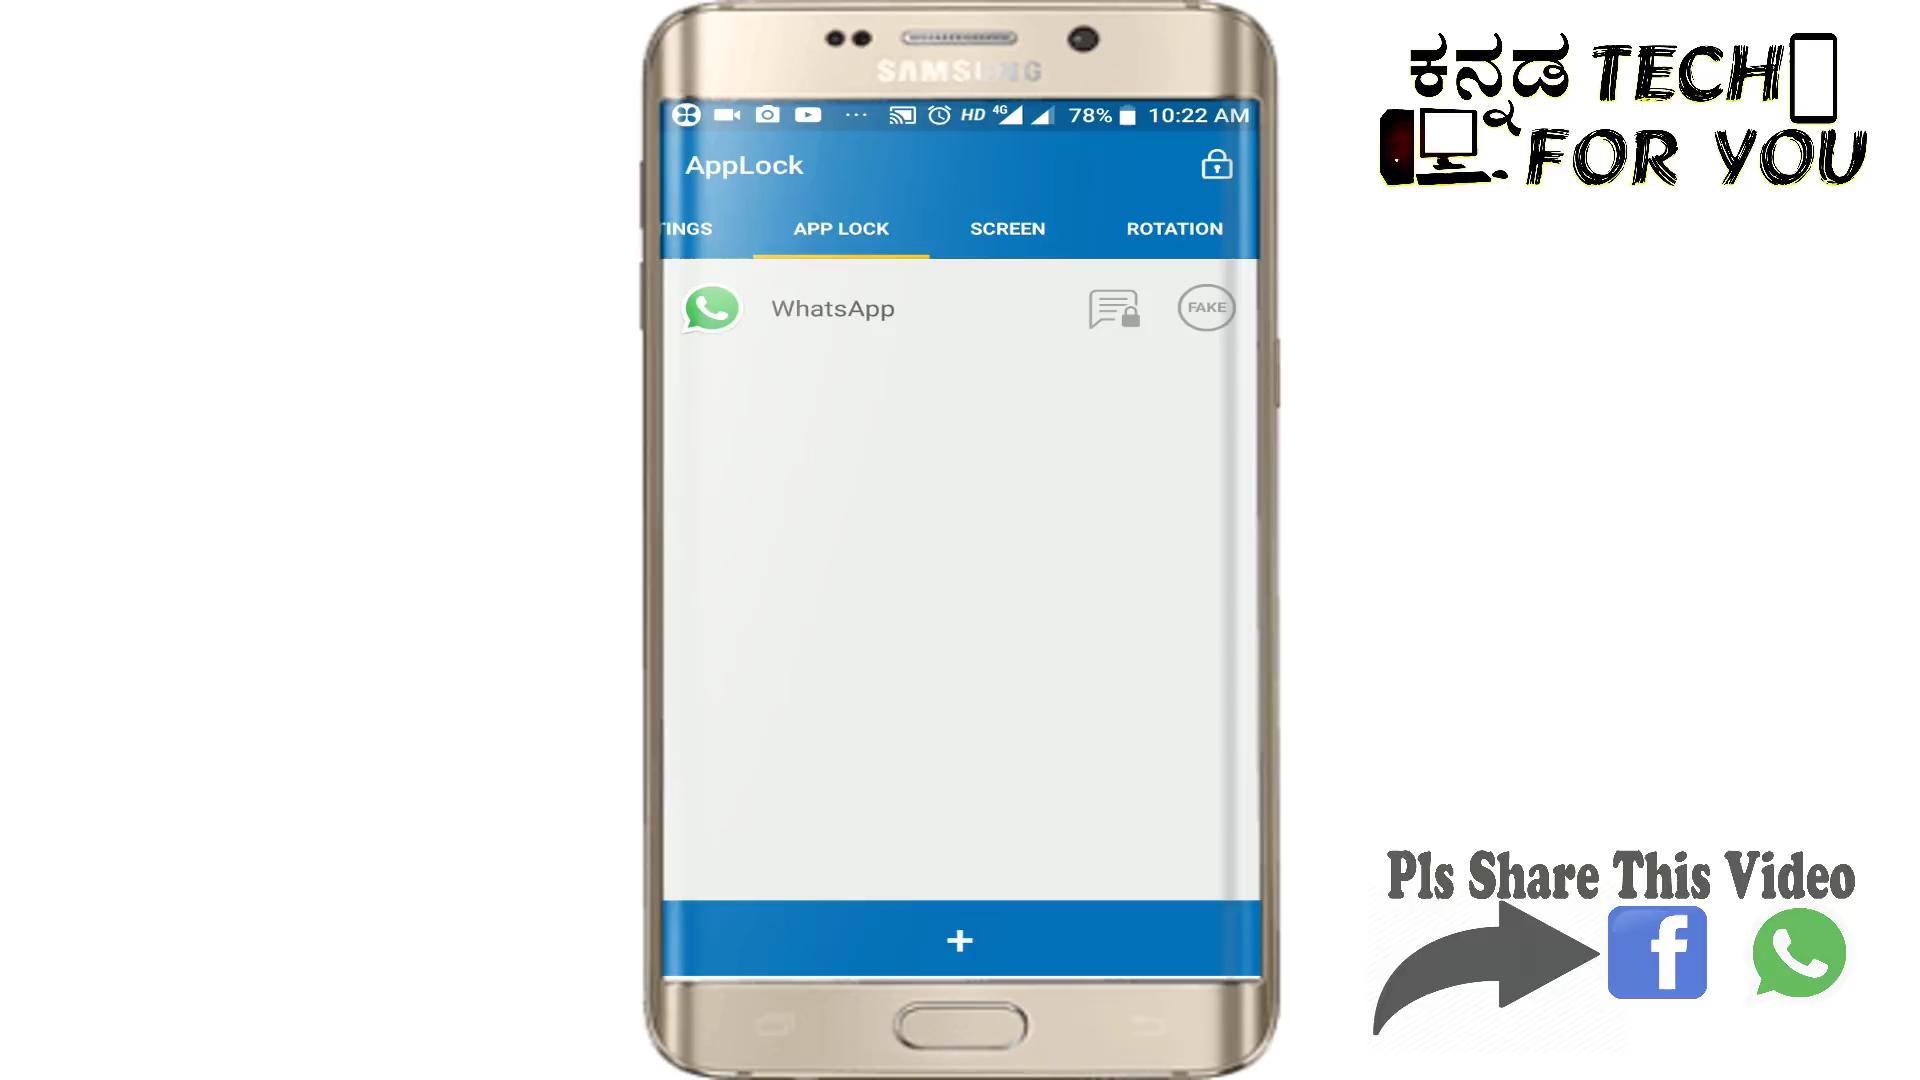 SAMSUNG
HD 4G 78% 10:22 AM
AppLock
TINGS APP LOCK SCREEN ROTATION
WhatsApp FAKE
+
ಕನ್ನಡ TECH
FOR YOU
Pls Share This Video
f